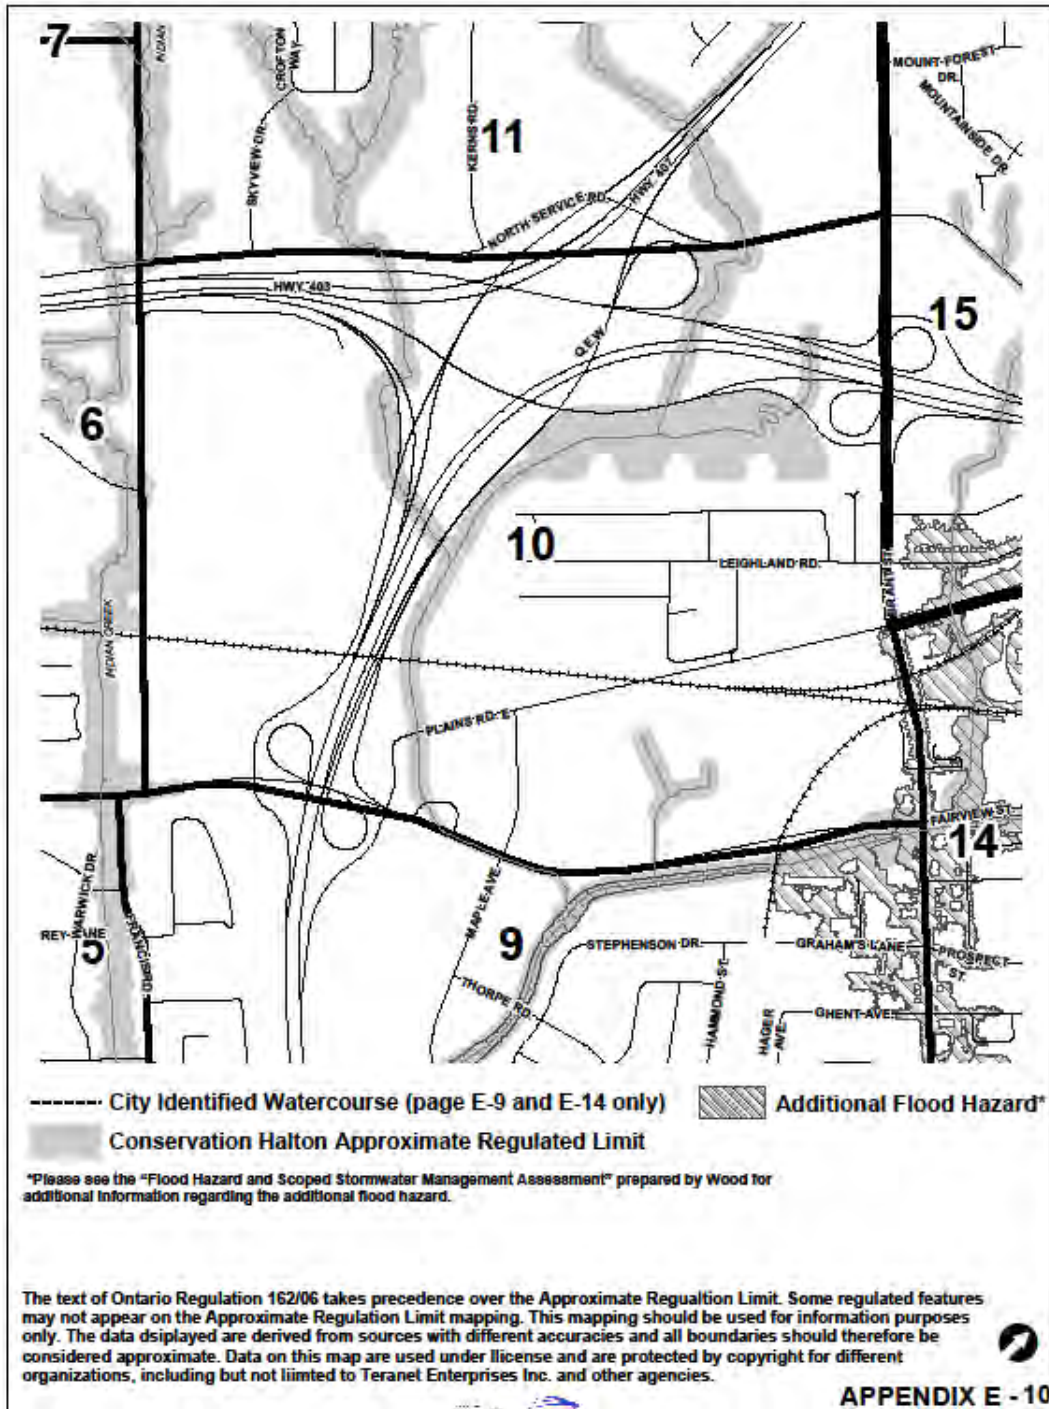 7
INDIAN
CROFTON
WAY
SKYVIEW DR.
KERNS RD.
11
MOUNT FOREST
DR.
MOUNTAINSIDE DR.
NORTH SERVICE RD.
HWY. 407
HWY. 403
Q.E.W.
15
6
10
LEIGHLAND RD.
BRANT ST.
INDIAN CREEK
PLAINS RD. E
FAIRVIEW ST.
14
WARWICK DR.
REY LANE
5
FRANCIS RD.
MAPLE AVE.
9
STEPHENSON DR.
GRAHAM'S LANE
PROSPECT
ST.
THORPE RD.
HAMMOND ST.
HAGER
AVE.
GHENT AVE.
City Identified Watercourse (page E-9 and E-14 only)
Additional Flood Hazard*
Conservation Halton Approximate Regulated Limit
*Please see the "Flood Hazard and Scoped Stormwater Management Assessment" prepared by Wood for
additional information regarding the additional flood hazard.
The text of Ontario Regulation 162/06 takes precedence over the Approximate Regualtion Limit. Some regulated features
may not appear on the Approximate Regulation Limit mapping. This mapping should be used for information purposes
only. The data dsiplayed are derived from sources with different accuracies and all boundaries should therefore be
considered approximate. Data on this map are used under llicense and are protected by copyright for different
organizations, including but not liimted to Teranet Enterprises Inc. and other agencies.
APPENDIX E - 10